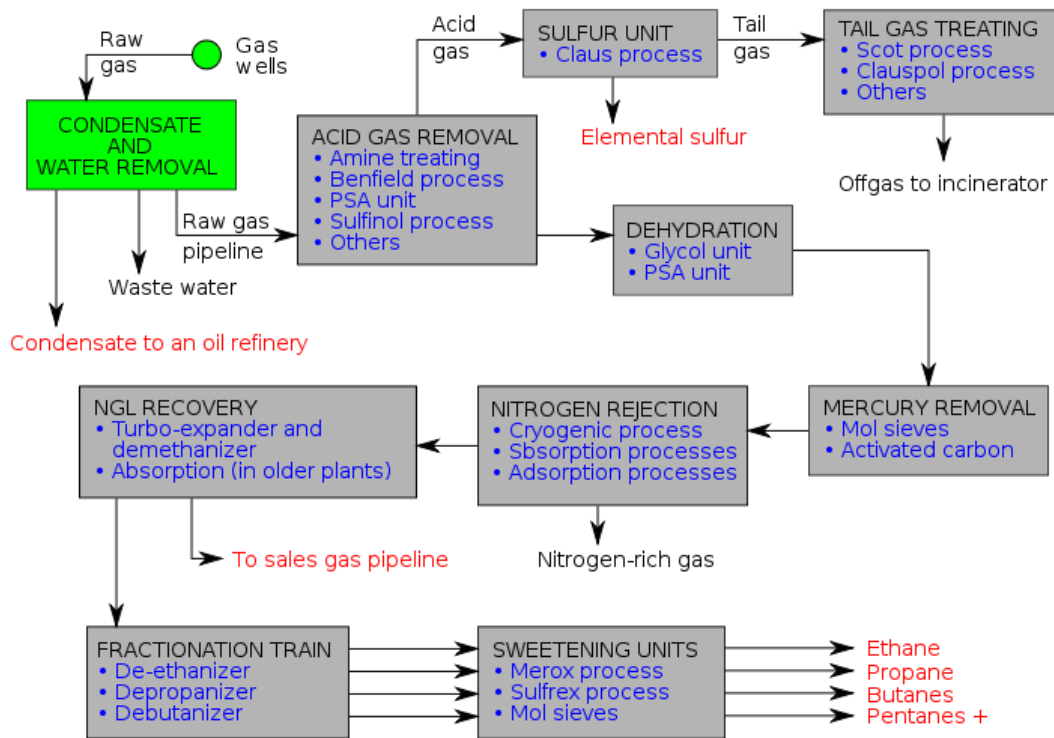 Raw
gas
Gas
wells
CONDENSATE
AND
WATER REMOVAL
Raw gas
pipeline
Waste water
Condensate to an oil refinery
ACID GAS REMOVAL
• Amine treating
• Benfield process
• PSA unit
• Sulfinol process
• Others
Acid
gas
SULFUR UNIT
• Claus process
Elemental sulfur
Tail
gas
TAIL GAS TREATING
• Scot process
• Clauspol process
• Others
Offgas to incinerator
DEHYDRATION
• Glycol unit
• PSA unit
MERCURY REMOVAL
• Mol sieves
• Activated carbon
NITROGEN REJECTION
• Cryogenic process
• Sbsorption processes
• Adsorption processes
Nitrogen-rich gas
NGL RECOVERY
• Turbo-expander and
demethanizer
• Absorption (in older plants)
To sales gas pipeline
FRACTIONATION TRAIN
• De-ethanizer
• Depropanizer
• Debutanizer
SWEETENING UNITS
• Merox process
• Sulfrex process
• Mol sieves
Ethane
Propane
Butanes
Pentanes +